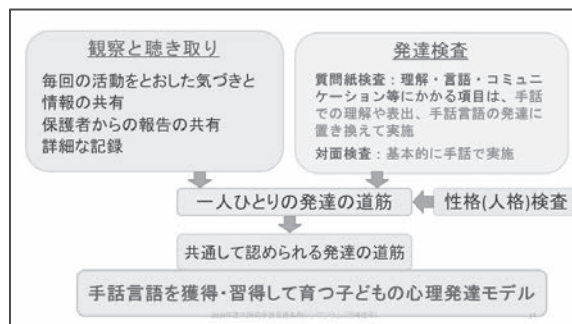 観察と聴き取り
毎回の活動をとおした気づきと
情報の共有
保護者からの報告の共有
詳細な記録
発達検査
質問紙検査：理解・言語・コミュニ
ケーション等にかかる項目は、手話
での理解や表出、手話言語の発達に
置き換えて実施
対面検査：基本的に手話で実施
一人ひとりの発達の道筋
性格(人格)検査
共通して認められる発達の道筋
手話言語を獲得・習得して育つ子どもの心理発達モデル